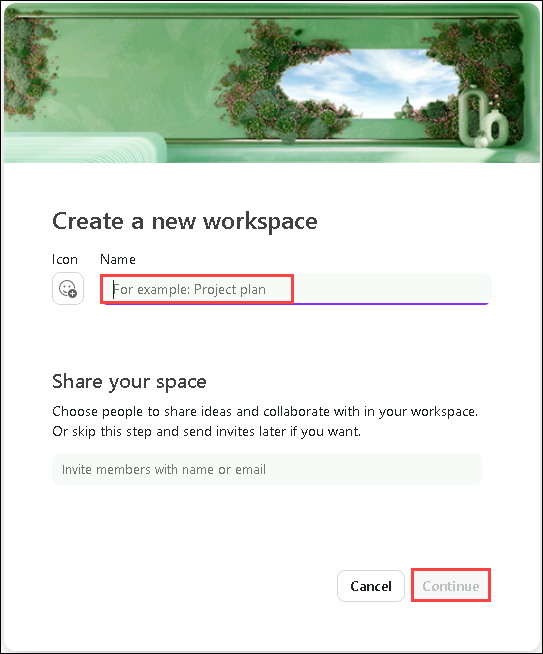 Create a new workspace
Icon Name
For example: Project plan
Share your space
Choose people to share ideas and collaborate with in your workspace.
Or skip this step and send invites later if you want.
Invite members with name or email
Cancel Continue